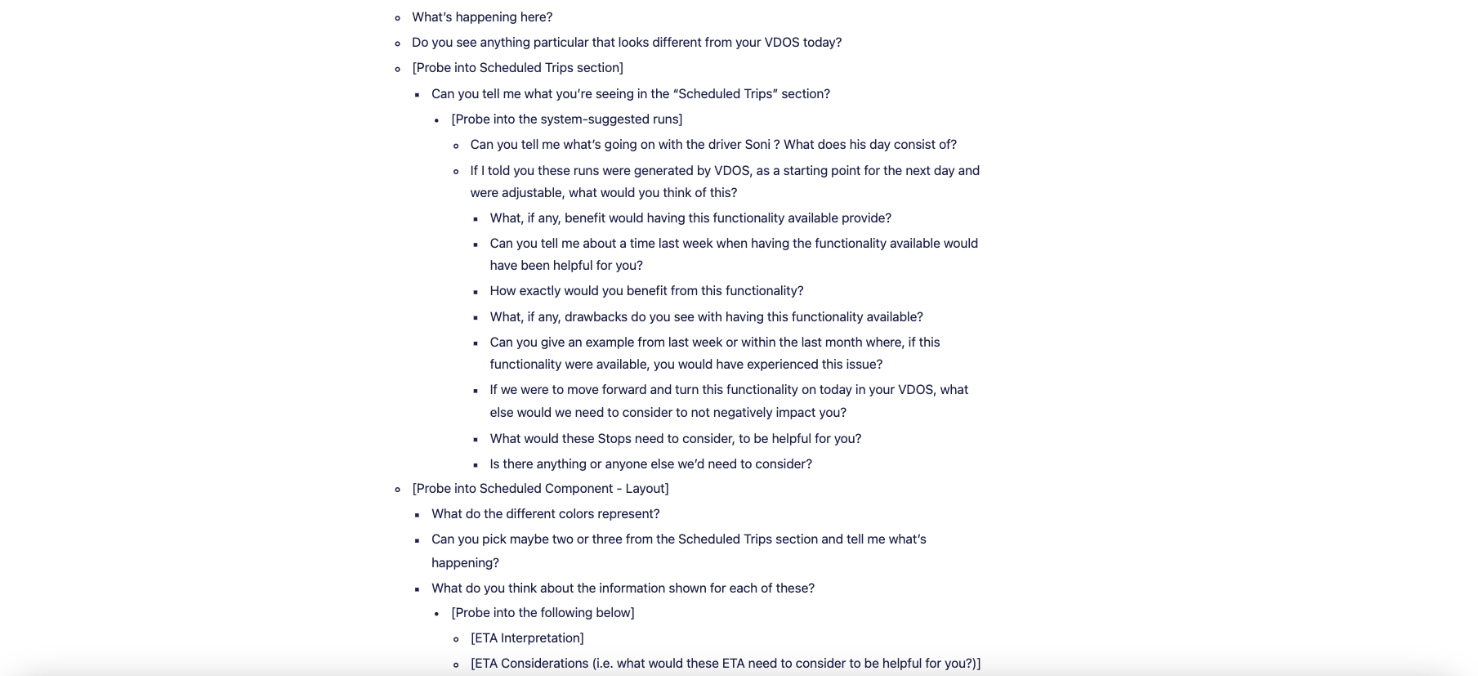 What's happening here?
Do you see anything particular that looks different from your VDOS today?
[Probe into Scheduled Trips section]
Can you tell me what you're seeing in the “Scheduled Trips” section?
[Probe into the system-suggested runs]
Can you tell me what's going on with the driver Soni ? What does his day consist of?
If I told you these runs were generated by VDOS, as a starting point for the next day and
were adjustable, what would you think of this?
What, if any, benefit would having this functionality available provide?
Can you tell me about a time last week when having the functionality available would
have been helpful for you?
How exactly would you benefit from this functionality?
What, if any, drawbacks do you see with having this functionality available?
Can you give an example from last week or within the last month where, if this
functionality were available, you would have experienced this issue?
If we were to move forward and turn this functionality on today in your VDOS, what
else would we need to consider to not negatively impact you?
What would these Stops need to consider, to be helpful for you?
Is there anything or anyone else we'd need to consider?
[Probe into Scheduled Component - Layout]
What do the different colors represent?
Can you pick maybe two or three from the Scheduled Trips section and tell me what's
happening?
What do you think about the information shown for each of these?
[Probe into the following below]
[ETA Interpretation]
[ETA Considerations (i.e. what would these ETA need to consider to be helpful for you?)]